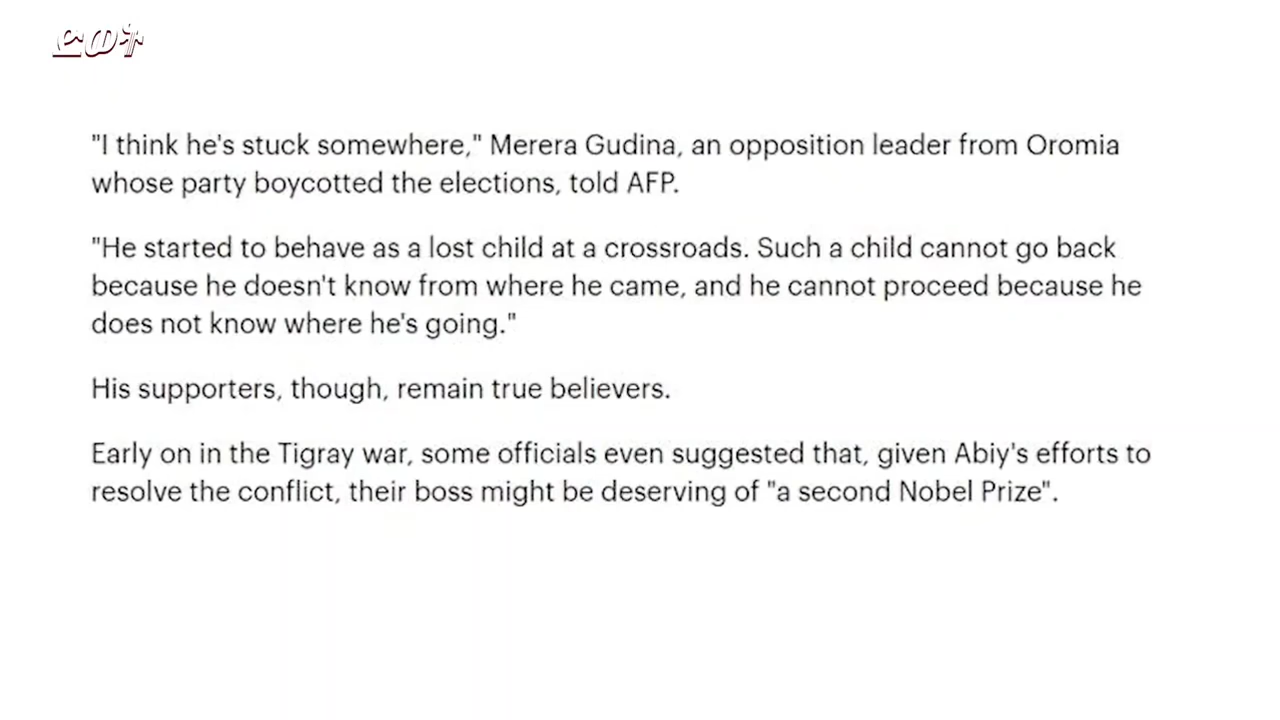 ይወት
"I think he's stuck somewhere," Merera Gudina, an opposition leader from Oromia
whose party boycotted the elections, told AFP.
"He started to behave as a lost child at a crossroads. Such a child cannot go back
because he doesn't know from where he came, and he cannot proceed because he
does not know where he's going."
His supporters, though, remain true believers.
Early on in the Tigray war, some officials even suggested that, given Abiy's efforts to
resolve the conflict, their boss might be deserving of "a second Nobel Prize".